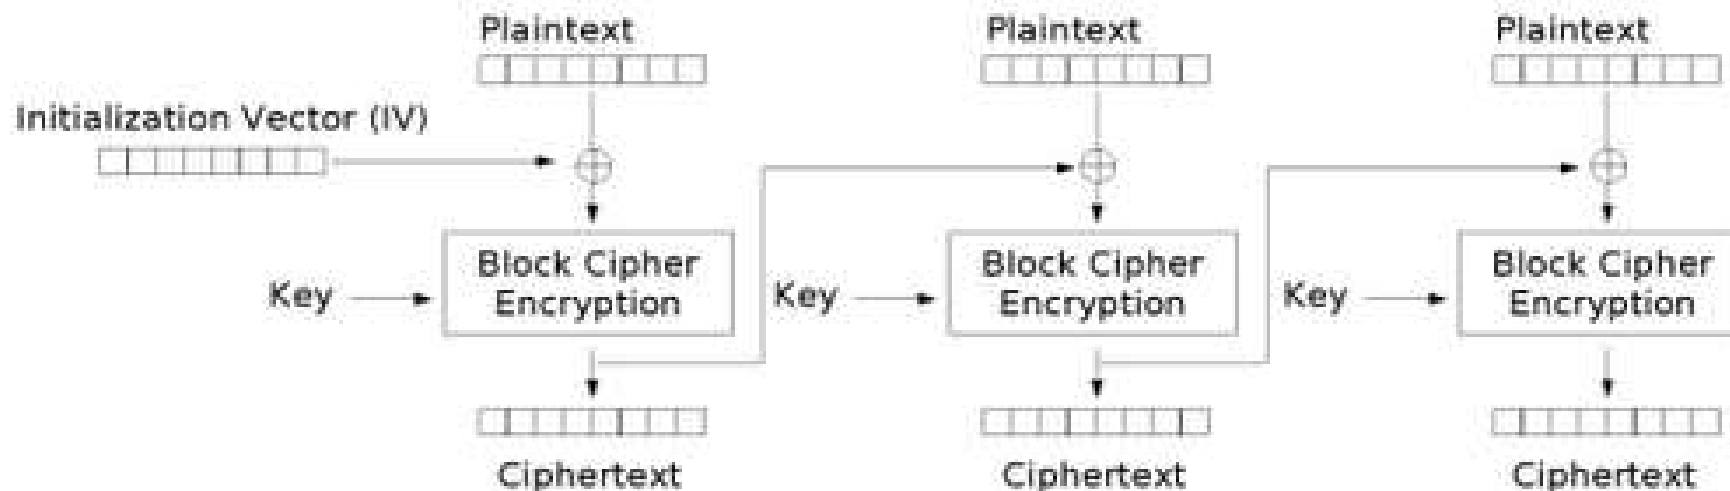 Plaintext
Plaintext
Plaintext
Initialization Vector (IV)
Key
Block Cipher
Encryption
Key
Block Cipher
Encryption
Key
Block Cipher
Encryption
Ciphertext
Ciphertext
Ciphertext